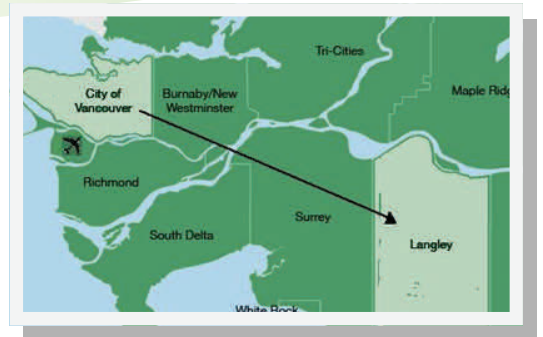 Tri-Cities
City of
Vancouver
Burnaby/New
Westminster
Maple Ridg
Richmond
Surrey
South Delta
Langley
White Rock